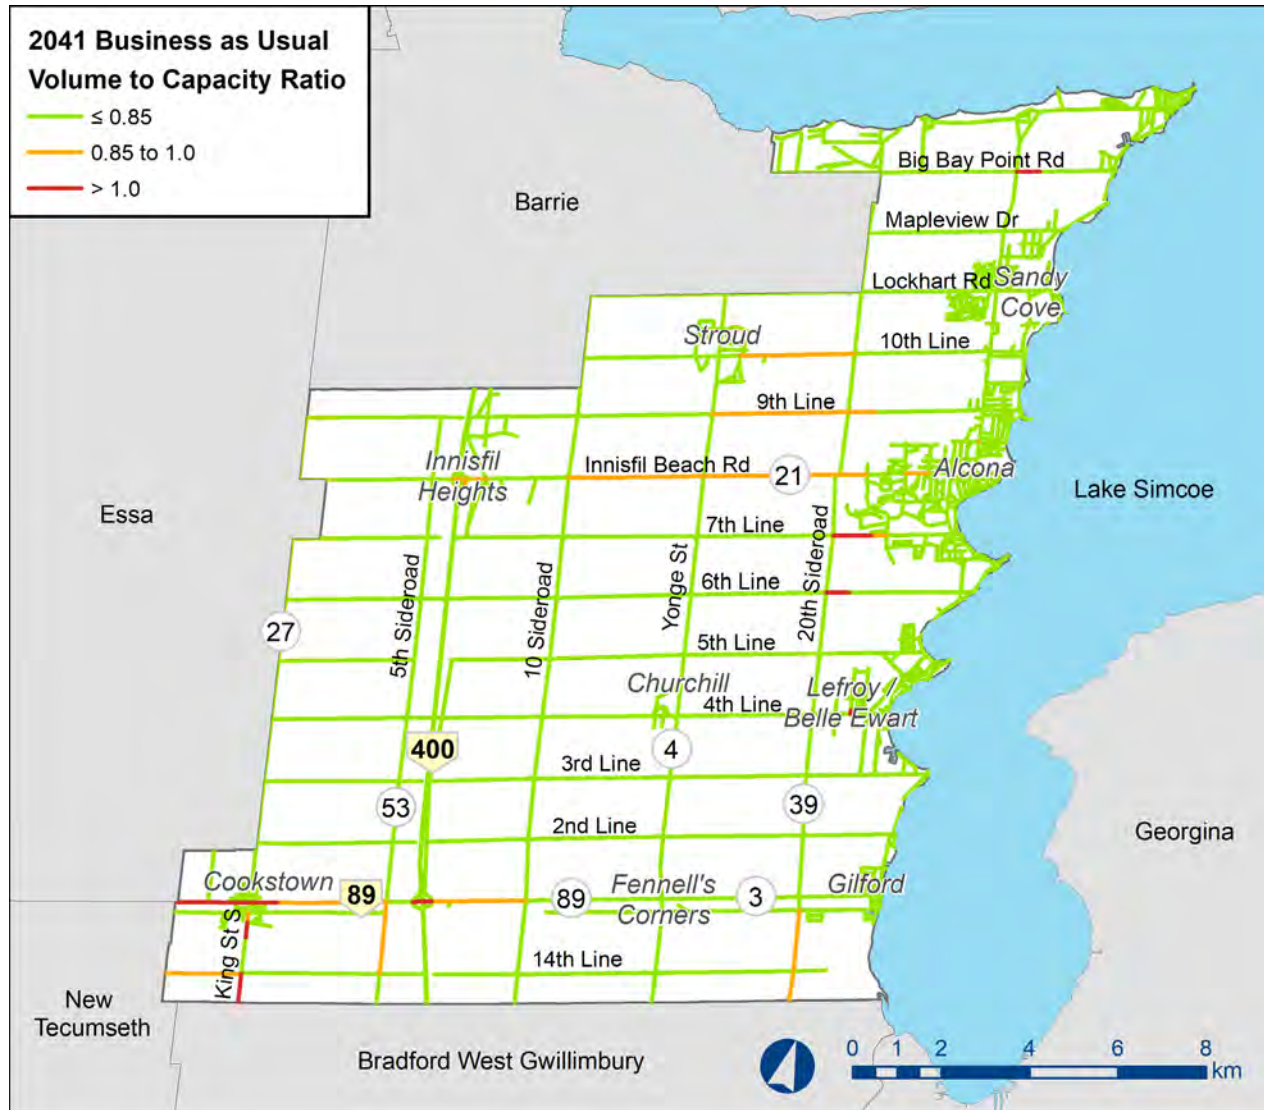 2041 Business as Usual
Volume to Capacity Ratio
≤ 0.85
0.85 to 1.0
> 1.0
Big Bay Point Rd
Barrie
Mapleview Dr
Lockhart Rd
Sandy
Cove
Stroud
10th Line
9th Line
Innisfil
Heights
Innisfil Beach Rd
21
Alcona
Lake Simcoe
Essa
7th Line
5th Sideroad
10 Sideroad
Yonge St
20th Sideroad
6th Line
27
5th Line
Churchill
4th Line
Lefroy /
Belle Ewart
400
4
3rd Line
53
39
2nd Line
Georgina
Cookstown
89
89
Fennell's
Corners
3
Gilford
King St S
14th Line
New
Tecumseth
Bradford West Gwillimbury
0 1 2 4 6 8
km